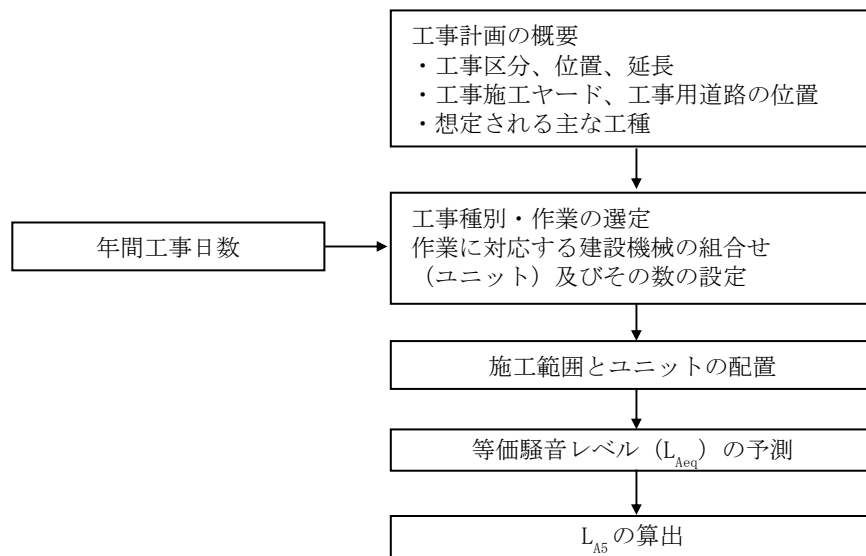 工事計画の概要
・工事区分、位置、延長
・工事施工ヤード、工事用道路の位置
・想定される主な工種
年間工事日数
工事種別・作業の選定
作業に対応する建設機械の組合せ
（ユニット）及びその数の設定
施工範囲とユニットの配置
等価騒音レベル（LAeq）の予測
LA5の算出